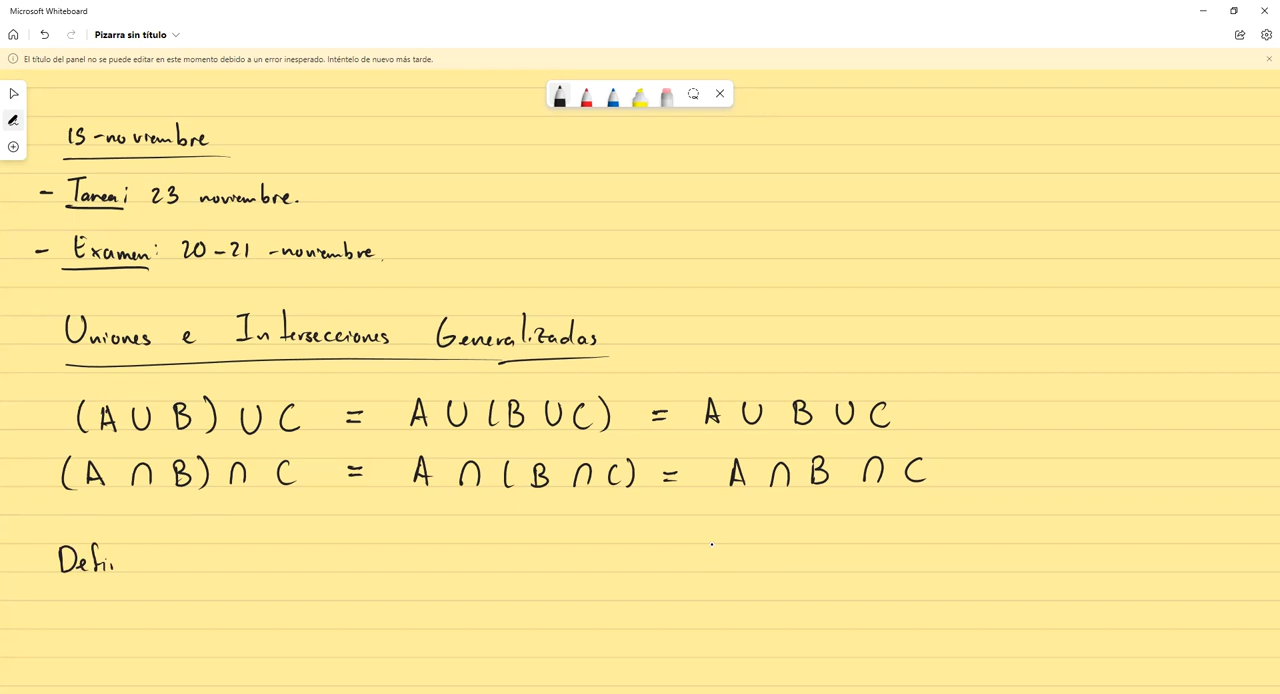 Microsoft Whiteboard
Pizarra sin título
El título del panel no se puede editar en este momento debido a un error inesperado. Inténtelo de nuevo más tarde.
15-noviembre
- Tarea: 23 noviembre.
- Examen: 20-21 -noviembre.
Uniones e Intersecciones Generalizadas
(A ∪ B) ∪ C = A ∪ (B ∪ C) = A ∪ B ∪ C
(A ∩ B) ∩ C = A ∩ (B ∩ C) = A ∩ B ∩ C
Defi